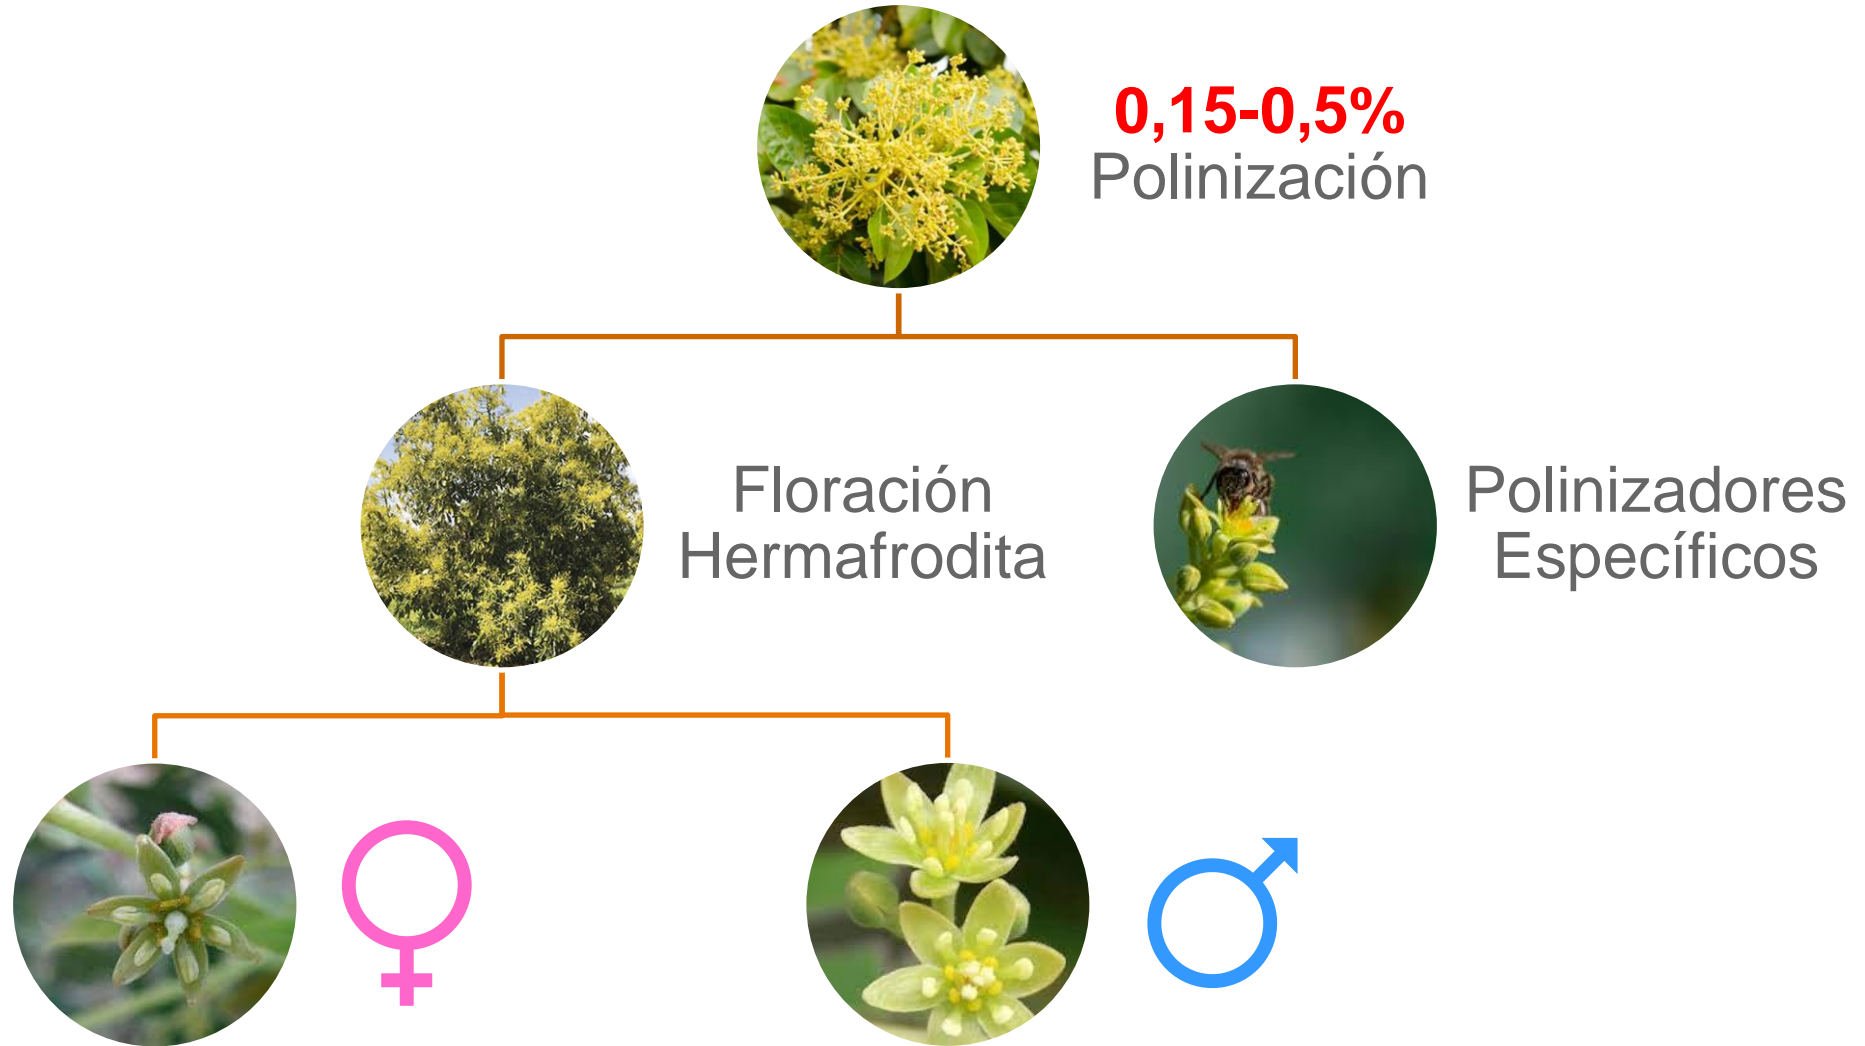 0,15-0,5%
Polinización
Floración
Hermafrodita
Polinizadores
Específicos